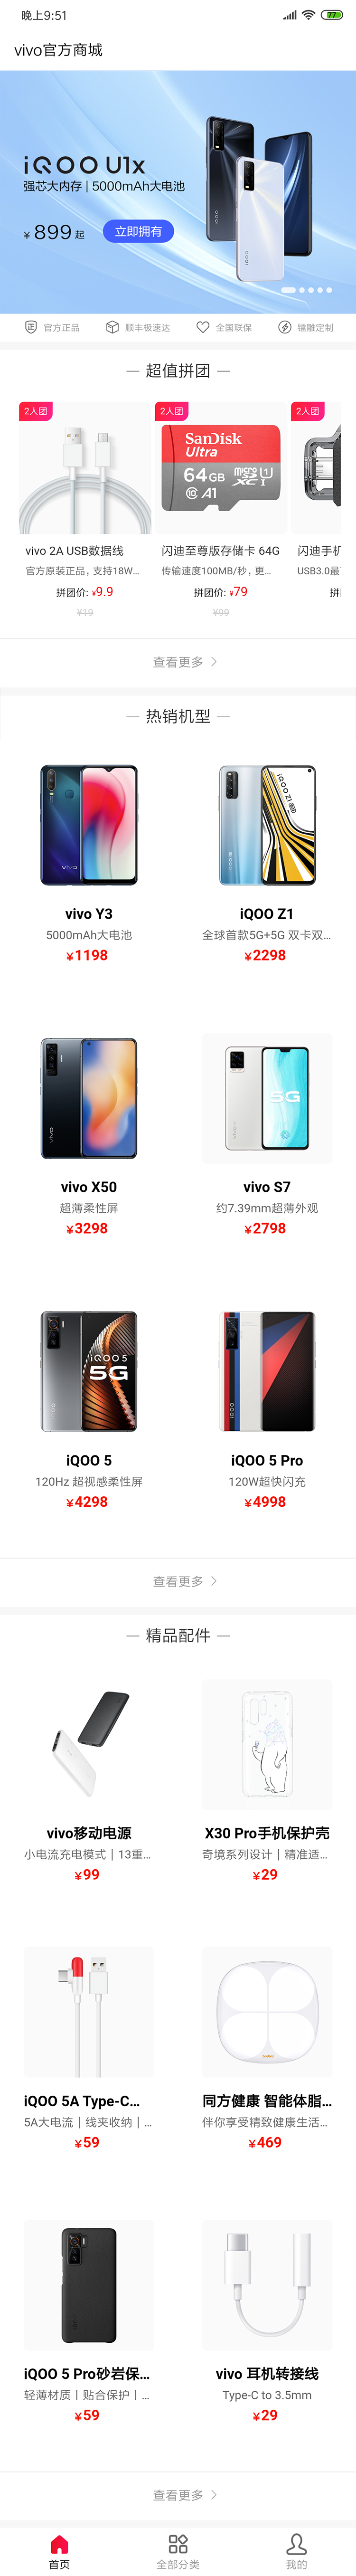 晚上9:51
77
vivo官方商城
iQOO U1x
强芯大内存 | 5000mAh大电池
¥ 899 起
立即拥有
官方正品
顺丰极速达
全国联保
镭雕定制
超值拼团
2人团
2人团
2人团
SanDisk
Ultra
64GB
microSD
XC I
U1
10 A1
vivo 2A USB数据线
闪迪至尊版存储卡 64G
闪迪手机
官方原装正品，支持18W...
传输速度100MB/秒，更...
USB3.0最
拼团价: ¥9.9
拼团价: ¥79
¥19
¥99
查看更多
热销机型
vivo
iQOO Z1
vivo Y3
iQOO Z1
5000mAh大电池
全球首款5G+5G 双卡双...
¥1198
¥2298
vivo
5G
vivo X50
vivo S7
超薄柔性屏
约7.39mm超薄外观
¥3298
¥2798
iQOO 5
5G
iQOO 5
iQOO 5 Pro
120Hz 超视感柔性屏
120W超快闪充
¥4298
¥4998
查看更多
精品配件
vivo移动电源
X30 Pro手机保护壳
小电流充电模式丨13重...
奇境系列设计丨精准适...
¥99
¥29
iQOO 5A Type-C...
同方健康 智能体脂...
5A大电流丨线夹收纳丨...
伴你享受精致健康生活...
¥59
¥469
iQOO 5 Pro砂岩保...
vivo 耳机转接线
轻薄材质丨贴合保护丨...
Type-C to 3.5mm
¥59
¥29
查看更多
首页
全部分类
我的